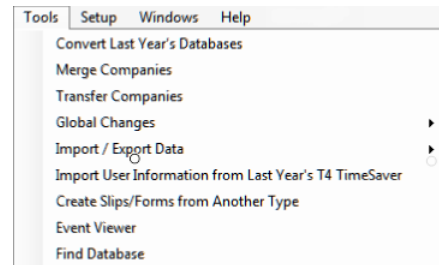 Tools Setup Windows Help
Convert Last Year's Databases
Merge Companies
Transfer Companies
Global Changes
Import / Export Data
Import User Information from Last Year's T4 TimeSaver
Create Slips/Forms from Another Type
Event Viewer
Find Database